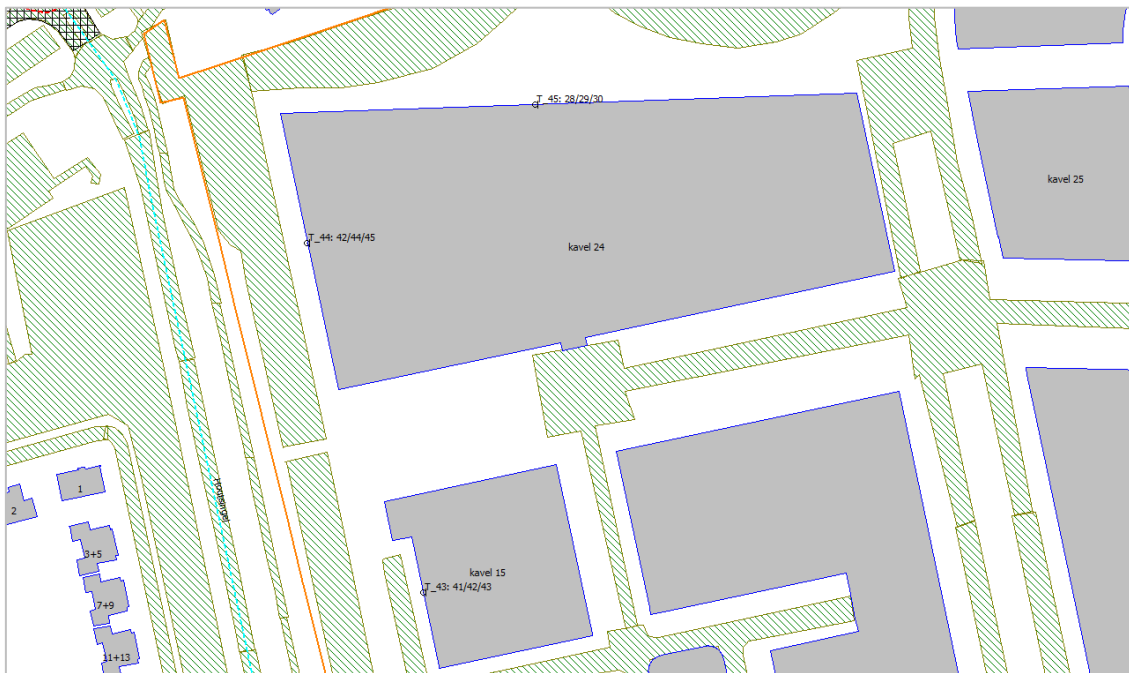 T_45: 28/29/30
kavel 25
T_44: 42/44/45
kavel 24
1
2
Houtsingel
3+5
kavel 15
T_43: 41/42/43
7+9
11+13